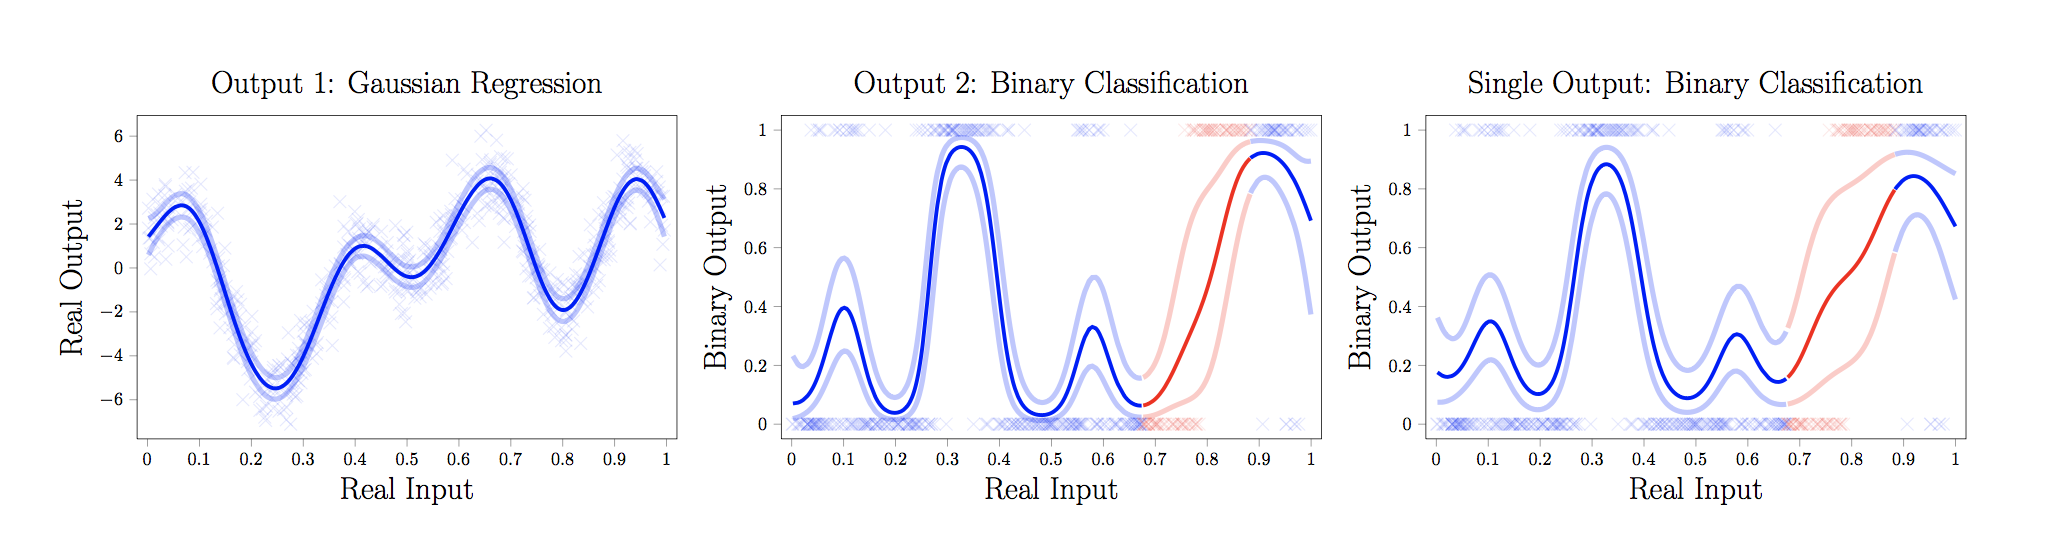 Output 1: Gaussian Regression
Real Output
6
4
2
0
−2
−4
−6
0 0.1 0.2 0.3 0.4 0.5 0.6 0.7 0.8 0.9 1
Real Input
Output 2: Binary Classification
Binary Output
1
0.8
0.6
0.4
0.2
0
0 0.1 0.2 0.3 0.4 0.5 0.6 0.7 0.8 0.9 1
Real Input
Single Output: Binary Classification
Binary Output
1
0.8
0.6
0.4
0.2
0
0 0.1 0.2 0.3 0.4 0.5 0.6 0.7 0.8 0.9 1
Real Input